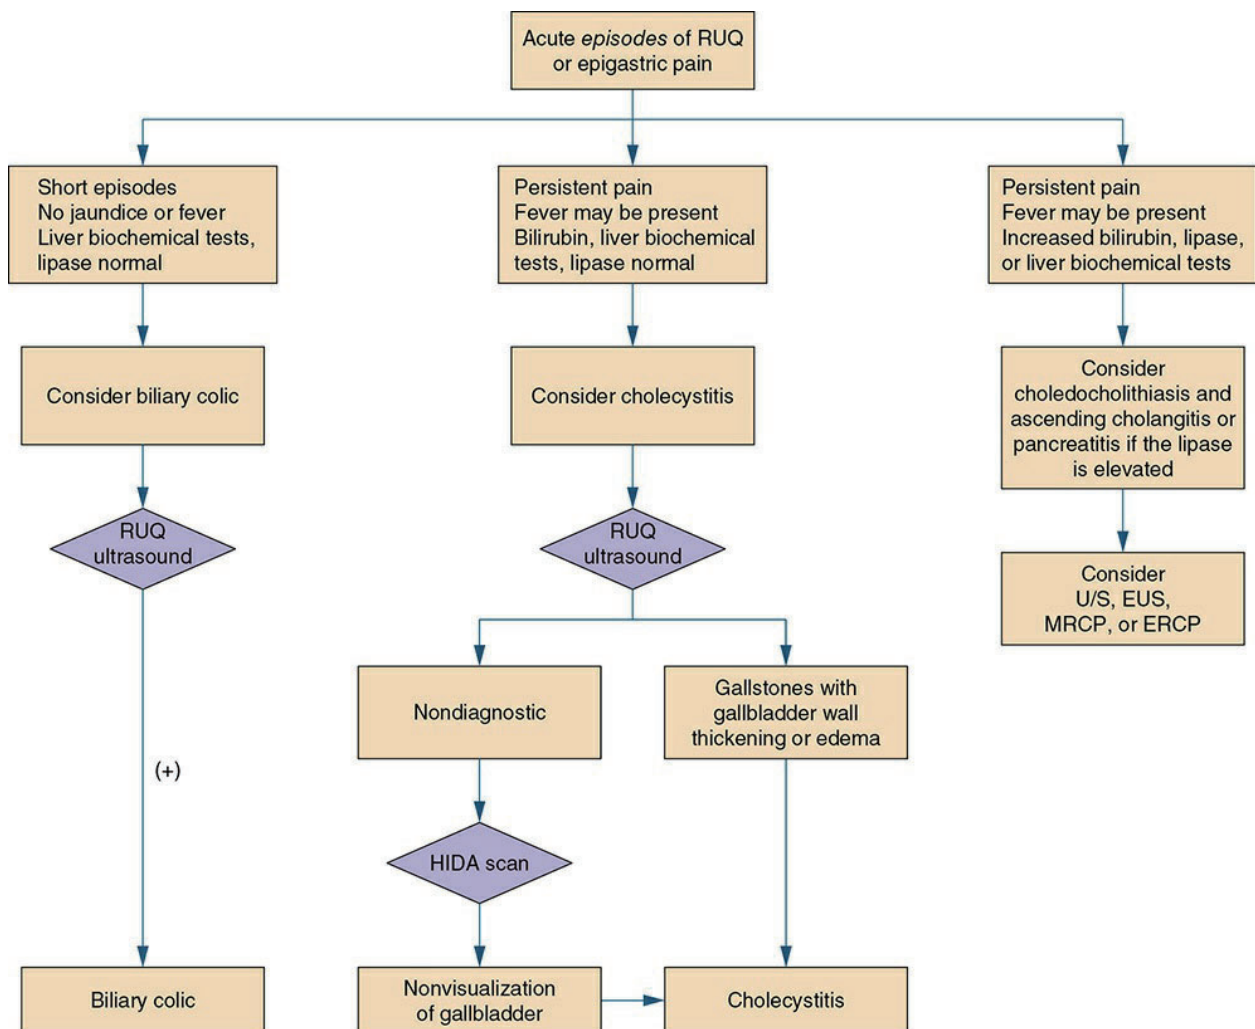 Acute episodes of RUQ
or epigastric pain
Short episodes
No jaundice or fever
Liver biochemical tests,
lipase normal
Persistent pain
Fever may be present
Bilirubin, liver biochemical
tests, lipase normal
Persistent pain
Fever may be present
Increased bilirubin, lipase,
or liver biochemical tests
Consider biliary colic
Consider cholecystitis
Consider
choledocholithiasis and
ascending cholangitis or
pancreatitis if the lipase
is elevated
RUQ
ultrasound
RUQ
ultrasound
Consider
U/S, EUS,
MRCP, or ERCP
Nondiagnostic
Gallstones with
gallbladder wall
thickening or edema
(+)
HIDA scan
Biliary colic
Nonvisualization
of gallbladder
Cholecystitis